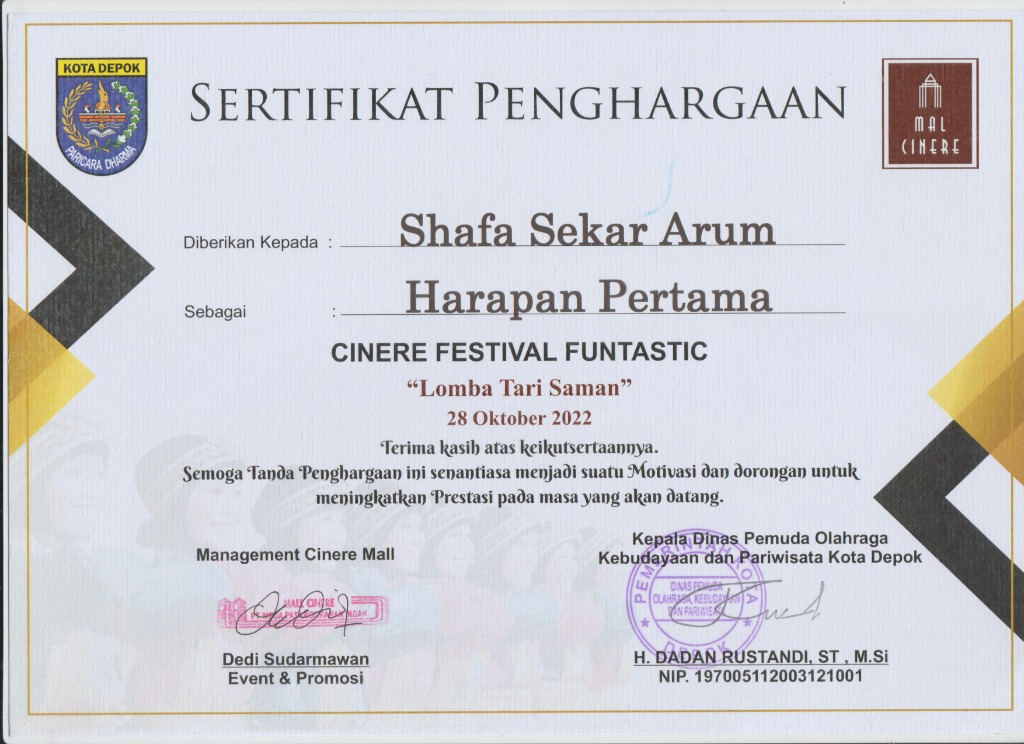 KOTA DEPOK
PARICARA DHARMA
SERTIFIKAT PENGHARGAAN
MAL
CINERE
Diberikan Kepada : Shafa Sekar Arum
Sebagai : Harapan Pertama
CINERE FESTIVAL FUNTASTIC
“Lomba Tari Saman”
28 Oktober 2022
Terima kasih atas keikutsertaannya.
Semoga Tanda Penghargaan ini senantiasa menjadi suatu Motivasi dan dorongan untuk
meningkatkan Prestasi pada masa yang akan datang.
Management Cinere Mall
MALL CINERE
Dedi Sudarmawan
Event & Promosi
Kepala Dinas Pemuda Olahraga
Kebudayaan dan Pariwisata Kota Depok
PEMERINTAH KOTA
DINAS PEMUDA
OLAHRAGA, KEBUDAYAAN
DAN PARIWISATA
DEPOK
H. DADAN RUSTANDI, ST , M.Si
NIP. 197005112003121001